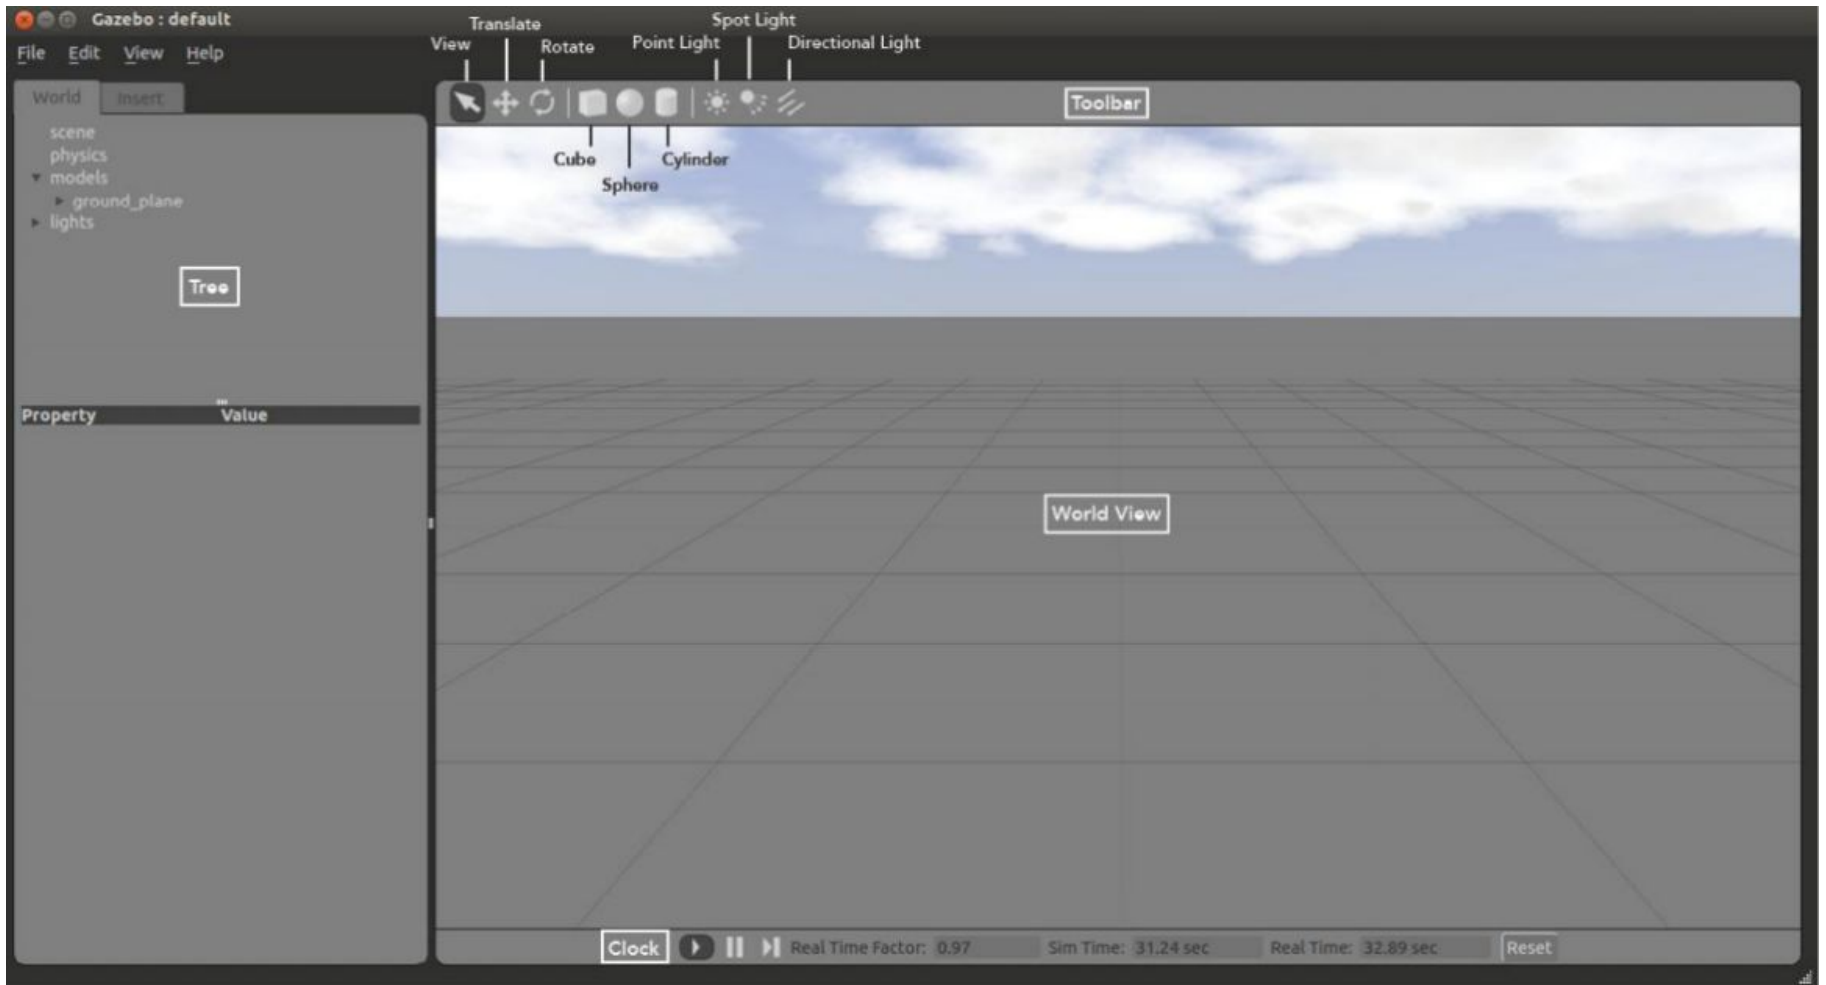 Gazebo : default
File Edit View Help
Translate
Spot Light
View
Rotate
Point Light
Directional Light
World Insert
Toolbar
scene
physics
models
ground_plane
lights
Cube
Cylinder
Sphere
Tree
Property Value
World View
Clock Real Time Factor: 0.97 Sim Time: 31.24 sec Real Time: 32.89 sec Reset